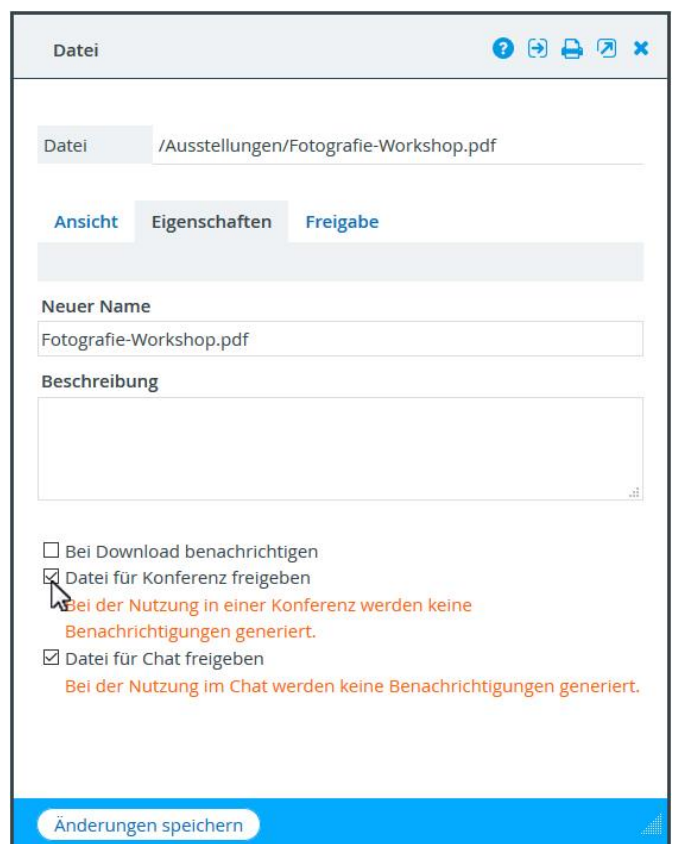 Datei
Datei /Ausstellungen/Fotografie-Workshop.pdf
Ansicht Eigenschaften Freigabe
Neuer Name
Fotografie-Workshop.pdf
Beschreibung
Bei Download benachrichtigen
Datei für Konferenz freigeben
Bei der Nutzung in einer Konferenz werden keine
Benachrichtigungen generiert.
Datei für Chat freigeben
Bei der Nutzung im Chat werden keine Benachrichtigungen generiert.
Änderungen speichern